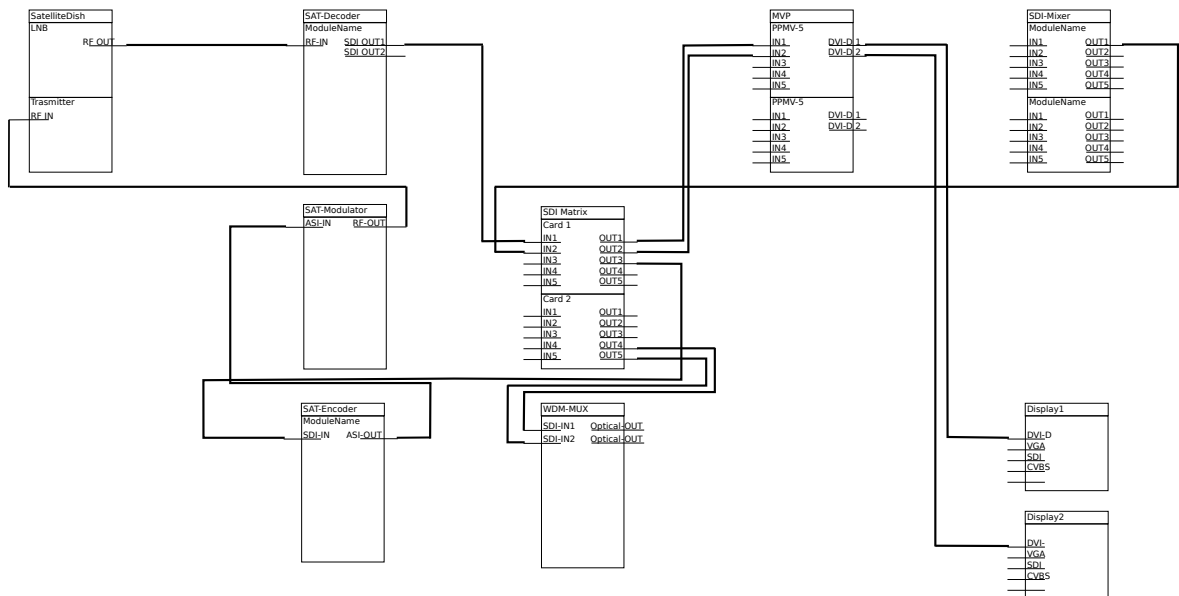 SatelliteDish
LNB
RF OUT
Trasmitter
RF IN
SAT-Decoder
ModuleName
RF-IN SDI OUT1
SDI OUT2
MVP
PPMV-5
IN1 DVI-D 1
IN2 DVI-D 2
IN3
IN4
IN5
PPMV-5
IN1 DVI-D 1
IN2 DVI-D 2
IN3
IN4
IN5
SDI-Mixer
ModuleName
IN1 OUT1
IN2 OUT2
IN3 OUT3
IN4 OUT4
IN5 OUT5
ModuleName
IN1 OUT1
IN2 OUT2
IN3 OUT3
IN4 OUT4
IN5 OUT5
SAT-Modulator
ASI-IN RF-OUT
SDI Matrix
Card 1
IN1 OUT1
IN2 OUT2
IN3 OUT3
IN4 OUT4
IN5 OUT5
Card 2
IN1 OUT1
IN2 OUT2
IN3 OUT3
IN4 OUT4
IN5 OUT5
SAT-Encoder
ModuleName
SDI-IN ASI-OUT
WDM-MUX
SDI-IN1 Optical-OUT
SDI-IN2 Optical-OUT
Display1
DVI-D
VGA
SDI
CVBS
Display2
DVI-
VGA
SDI
CVBS